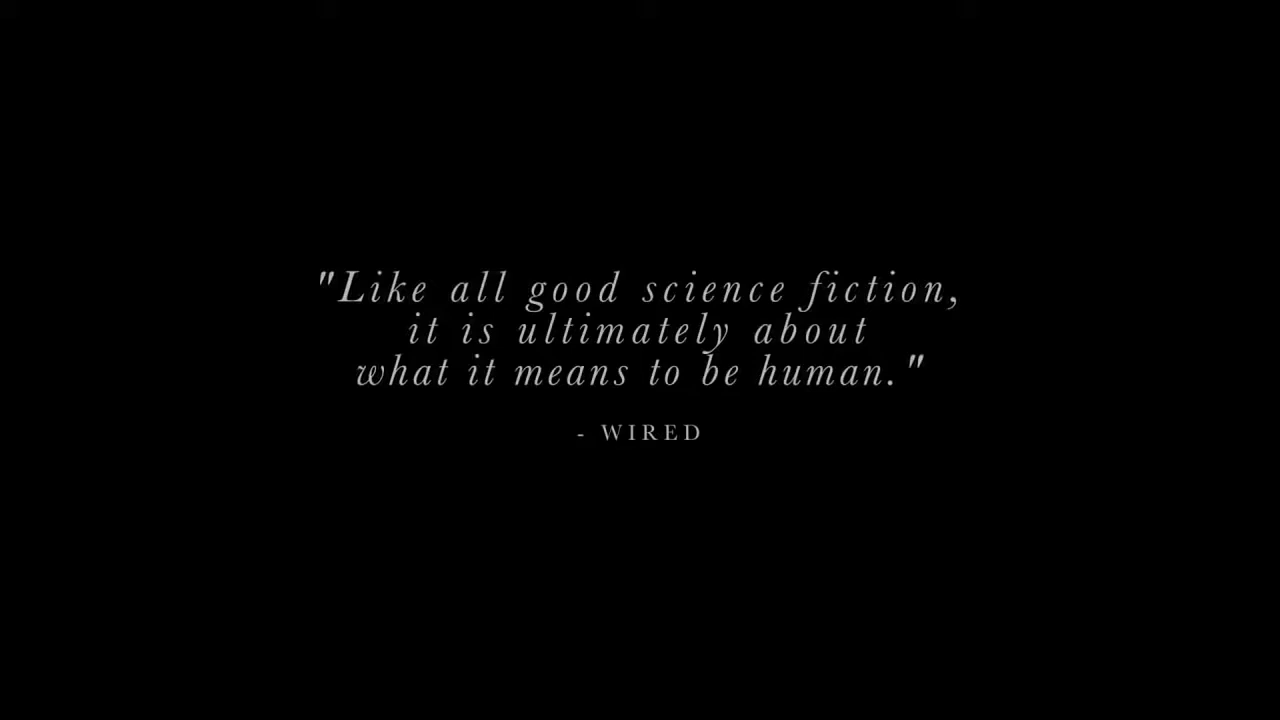 "Like all good science fiction,
it is ultimately about
what it means to be human."
- WIRED